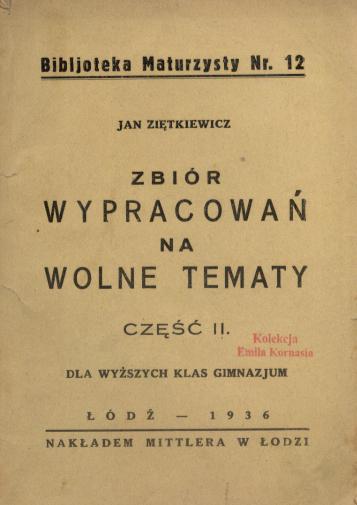 Bibljoteka Maturzysty Nr. 12
JAN ZIĘTKIEWICZ
ZBIÓR
WYPRACOWAŃ
NA
WOLNE TEMATY
CZĘŚĆ II.
Kolekcja
Emila Kornasia
DLA WYŻSZYCH KLAS GIMNAZJUM
ŁÓDŹ — 1936
NAKŁADEM MITTLERA W ŁODZI